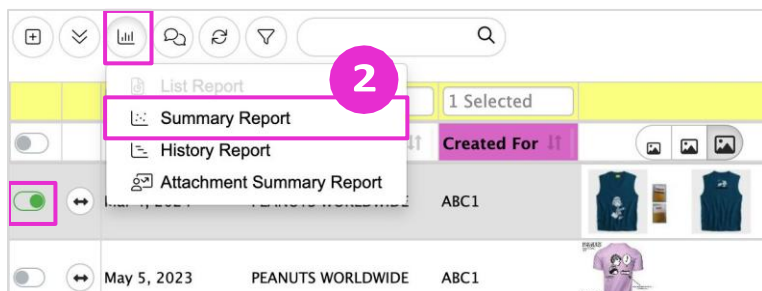 List Report
2
Summary Report
1 Selected
History Report
Created For
Attachment Summary Report
ABC1
May 5, 2023 PEANUTS WORLDWIDE ABC1